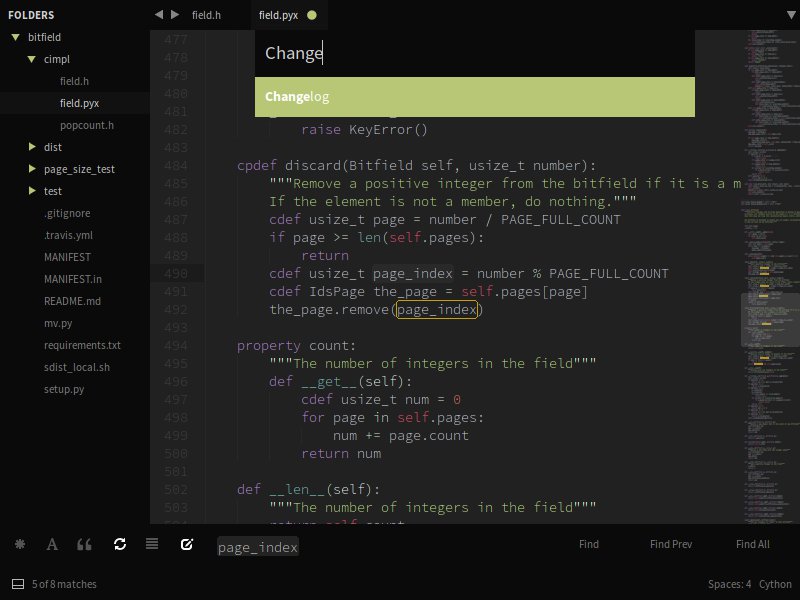 FOLDERS
bitfield
cimpl
field.h
field.pyx
popcount.h
dist
page_size_test
test
.gitignore
.travis.yml
MANIFEST
MANIFEST.in
README.md
mv.py
requirements.txt
sdist_local.sh
setup.py
field.h
field.pyx
Change
Changelog
477
478
479
480
481
482 raise KeyError()
483
484 cpdef discard(Bitfield self, usize_t number):
485 """Remove a positive integer from the bitfield if it is a m
486 If the element is not a member, do nothing."""
487 cdef usize_t page = number / PAGE_FULL_COUNT
488 if page >= len(self.pages):
489 return
490 cdef usize_t page_index = number % PAGE_FULL_COUNT
491 cdef IdsPage the_page = self.pages[page]
492 the_page.remove(page_index)
493
494 property count:
495 """The number of integers in the field"""
496 def __get__(self):
497 cdef usize_t num = 0
498 for page in self.pages:
499 num += page.count
500 return num
501
502 def __len__(self):
503 """The number of integers in the field"""
504 return self.count
page_index
Find
Find Prev
Find All
5 of 8 matches
Spaces: 4
Cython